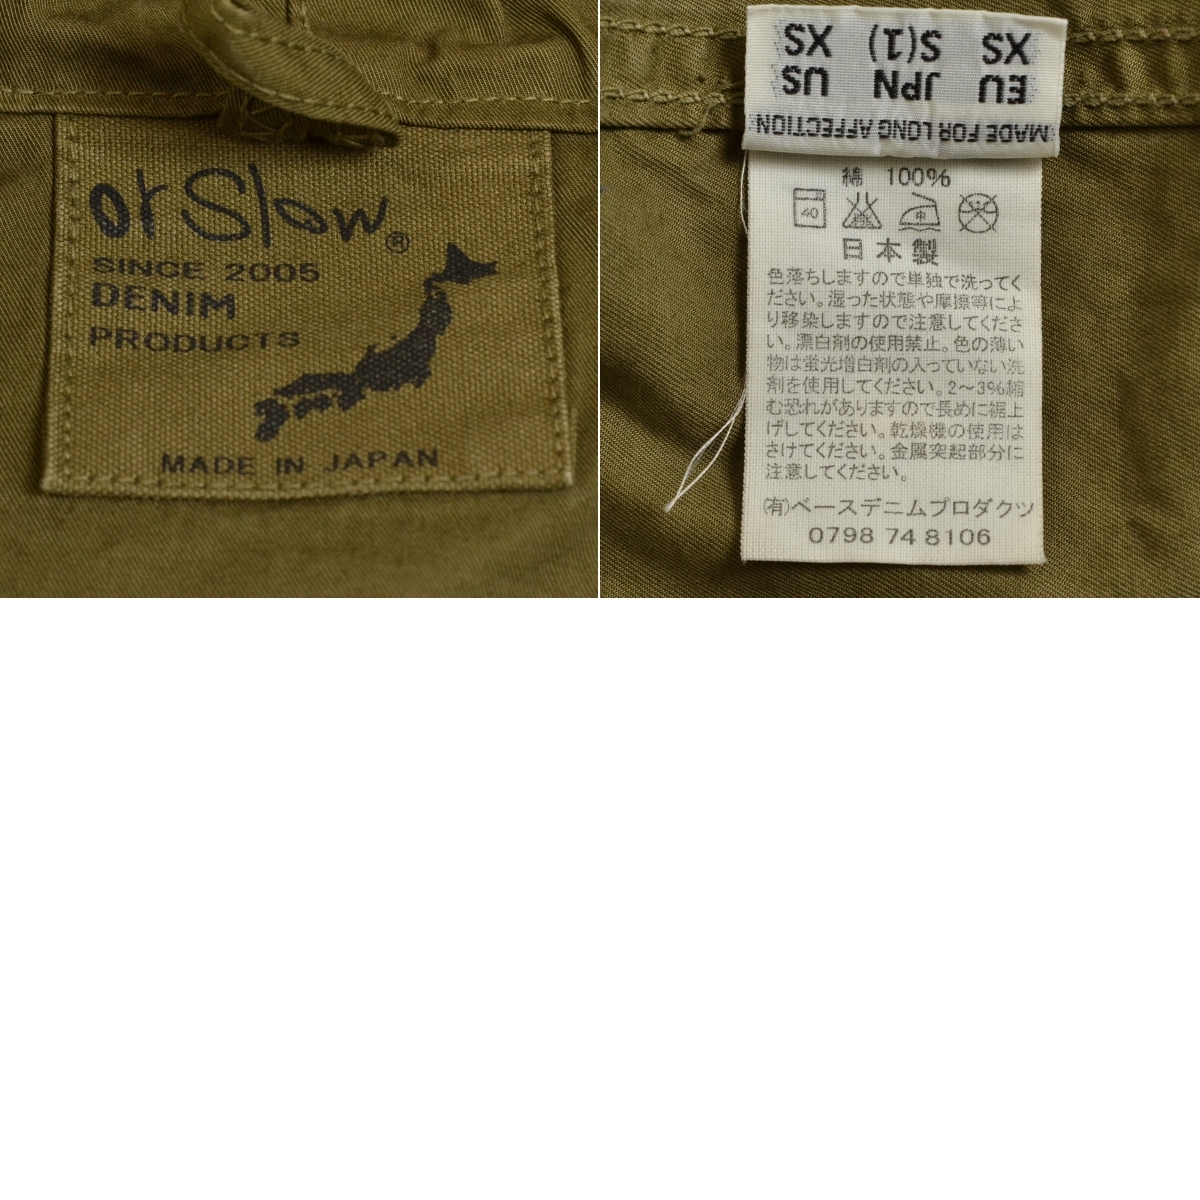 or Slow®
SINCE 2005
DENIM
PRODUCTS
MADE IN JAPAN
MADE FOR LONG AFFECTION
EU JPN US
XS S(1) XS
綿 100%
40
中
日本製
色落ちしますので単独で洗ってく
ださい。湿った状態や摩擦等によ
り移染しますので注意してくださ
い。漂白剤の使用禁止。色の薄い
物は蛍光増白剤の入っていない洗
剤を使用してください。2~3%縮
む恐れがありますので長めに裾上
げしてください。乾燥機の使用は
さけてください。金属突起部分に
注意してください。
(有)ベースデニムプロダクツ
0798 74 8106